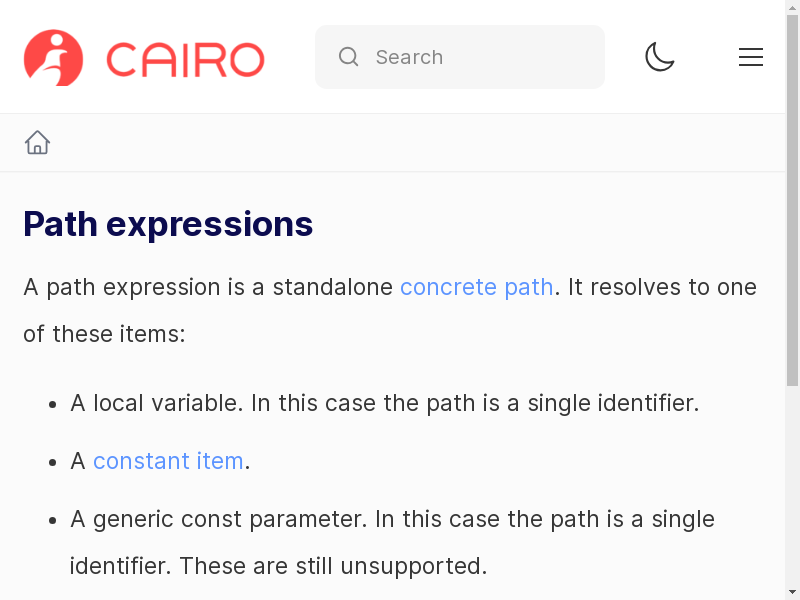 CAIRO
Search
Path expressions
A path expression is a standalone concrete path. It resolves to one
of these items:
• A local variable. In this case the path is a single identifier.
• A constant item.
• A generic const parameter. In this case the path is a single
identifier. These are still unsupported.